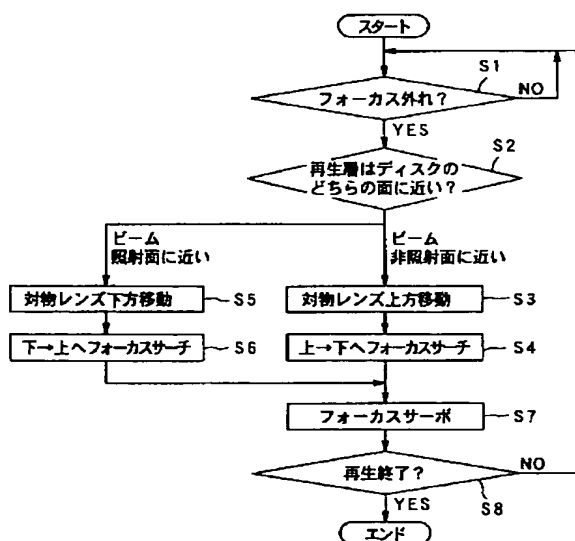 スタート
S1
フォーカス外れ？
NO
YES
S2
再生層はディスクの
どちらの面に近い？
ビーム
照射面に近い
ビーム
非照射面に近い
対物レンズ下方移動
S5
対物レンズ上方移動
S3
下→上へフォーカスサーチ
S6
上→下へフォーカスサーチ
S4
フォーカスサーボ
S7
再生終了？
NO
S8
YES
エンド